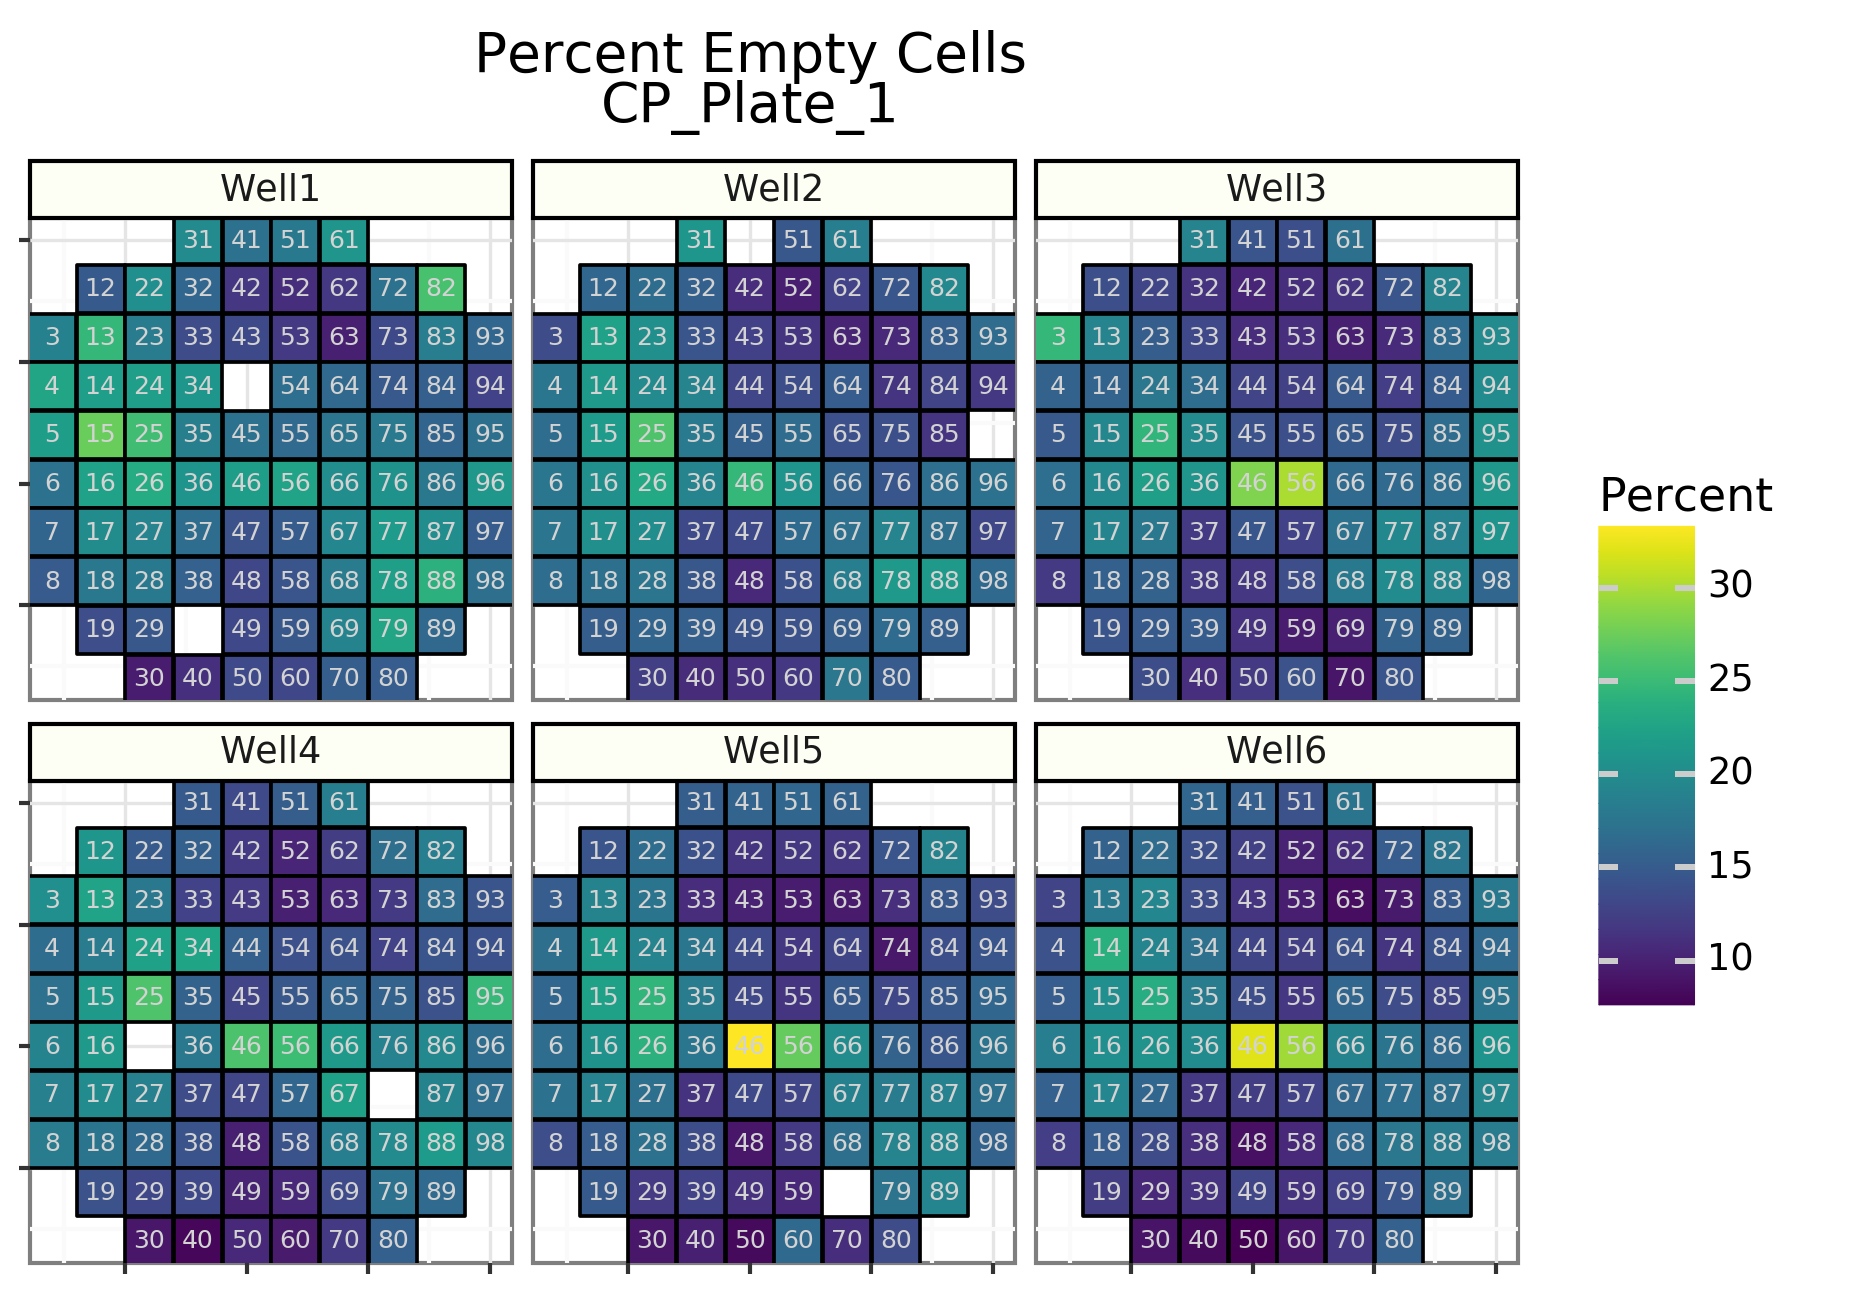 Percent Empty Cells
CP_Plate_1
Well1 Well2 Well3
31 41 51 61 31 51 61 31 41 51 61
12 22 32 42 52 62 72 82 12 22 32 42 52 62 72 82 12 22 32 42 52 62 72 82
3 13 23 33 43 53 63 73 83 93 3 13 23 33 43 53 63 73 83 93 3 13 23 33 43 53 63 73 83 93
4 14 24 34 54 64 74 84 94 4 14 24 34 44 54 64 74 84 94 4 14 24 34 44 54 64 74 84 94
5 15 25 35 45 55 65 75 85 95 5 15 25 35 45 55 65 75 85 5 15 25 35 45 55 65 75 85 95
6 16 26 36 46 56 66 76 86 96 6 16 26 36 46 56 66 76 86 96 6 16 26 36 46 56 66 76 86 96
7 17 27 37 47 57 67 77 87 97 7 17 27 37 47 57 67 77 87 97 7 17 27 37 47 57 67 77 87 97
8 18 28 38 48 58 68 78 88 98 8 18 28 38 48 58 68 78 88 98 8 18 28 38 48 58 68 78 88 98
19 29 49 59 69 79 89 19 29 39 49 59 69 79 89 19 29 39 49 59 69 79 89
30 40 50 60 70 80 30 40 50 60 70 80 30 40 50 60 70 80
Well4 Well5 Well6
31 41 51 61 31 41 51 61 31 41 51 61
12 22 32 42 52 62 72 82 12 22 32 42 52 62 72 82 12 22 32 42 52 62 72 82
3 13 23 33 43 53 63 73 83 93 3 13 23 33 43 53 63 73 83 93 3 13 23 33 43 53 63 73 83 93
4 14 24 34 44 54 64 74 84 94 4 14 24 34 44 54 64 74 84 94 4 14 24 34 44 54 64 74 84 94
5 15 25 35 45 55 65 75 85 95 5 15 25 35 45 55 65 75 85 95 5 15 25 35 45 55 65 75 85 95
6 16 36 46 56 66 76 86 96 6 16 26 36 46 56 66 76 86 96 6 16 26 36 46 56 66 76 86 96
7 17 27 37 47 57 67 87 97 7 17 27 37 47 57 67 77 87 97 7 17 27 37 47 57 67 77 87 97
8 18 28 38 48 58 68 78 88 98 8 18 28 38 48 58 68 78 88 98 8 18 28 38 48 58 68 78 88 98
19 29 39 49 59 69 79 89 19 29 39 49 59 79 89 19 29 39 49 59 69 79 89
30 40 50 60 70 80 30 40 50 60 70 80 30 40 50 60 70 80
Percent
30
25
20
15
10